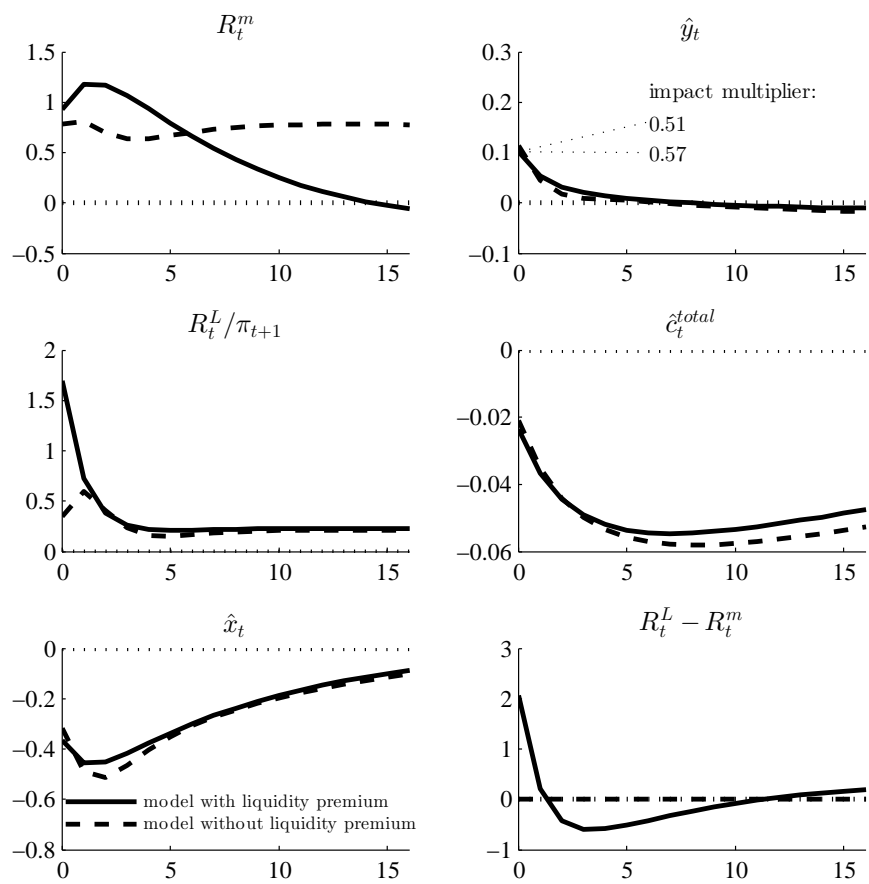 R_t^m
1.5
1
0.5
0
−0.5
0 5 10 15
ŷ_t
0.3
0.2
0.1
0
−0.1
impact multiplier:
0.51
0.57
0 5 10 15
R_t^L/π_{t+1}
2
1.5
1
0.5
0
0 5 10 15
ĉ_t^{total}
0
−0.02
−0.04
−0.06
0 5 10 15
x̂_t
0
−0.2
−0.4
−0.6
−0.8
model with liquidity premium
model without liquidity premium
0 5 10 15
R_t^L − R_t^m
3
2
1
0
−1
0 5 10 15